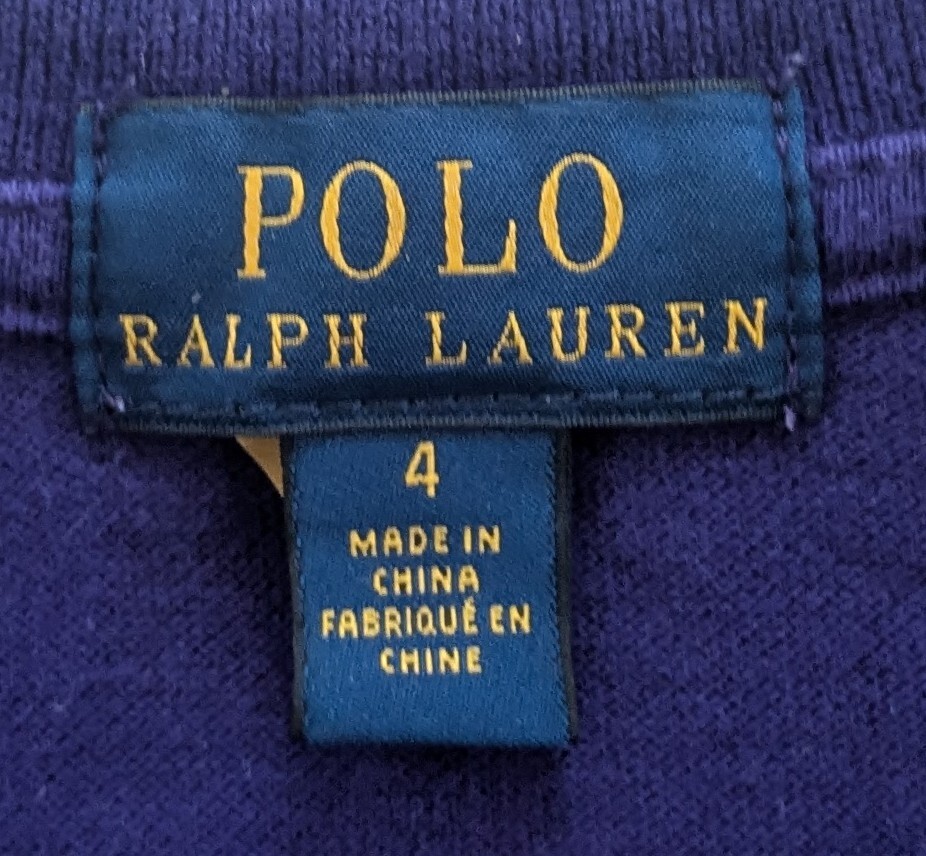 POLO
RALPH LAUREN
4
MADE IN
CHINA
FABRIQUÉ EN
CHINE